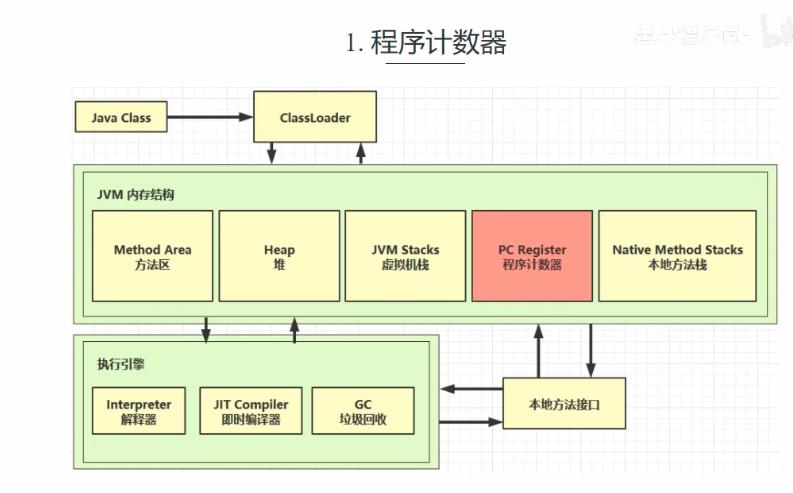 1. 程序计数器
Java Class
ClassLoader
JVM 内存结构
Method Area
方法区
Heap
堆
JVM Stacks
虚拟机栈
PC Register
程序计数器
Native Method Stacks
本地方法栈
执行引擎
Interpreter
解释器
JIT Compiler
即时编译器
GC
垃圾回收
本地方法接口